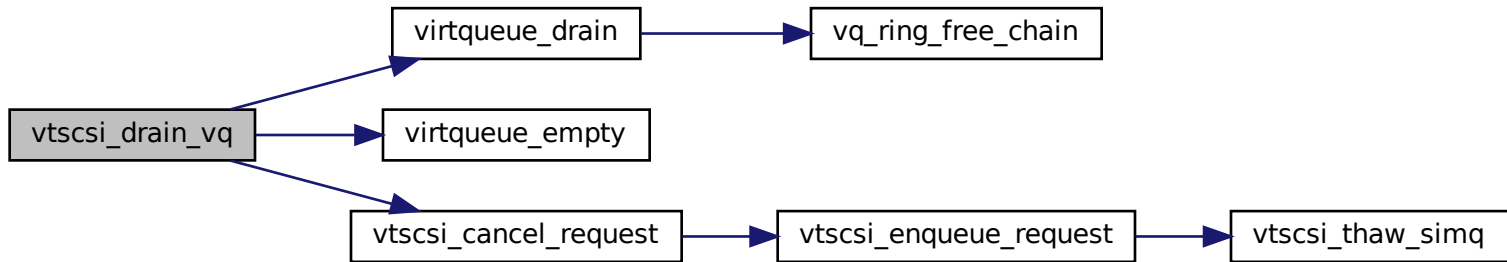 virtqueue_drain
vq_ring_free_chain
vtscsi_drain_vq
virtqueue_empty
vtscsi_cancel_request
vtscsi_enqueue_request
vtscsi_thaw_simq